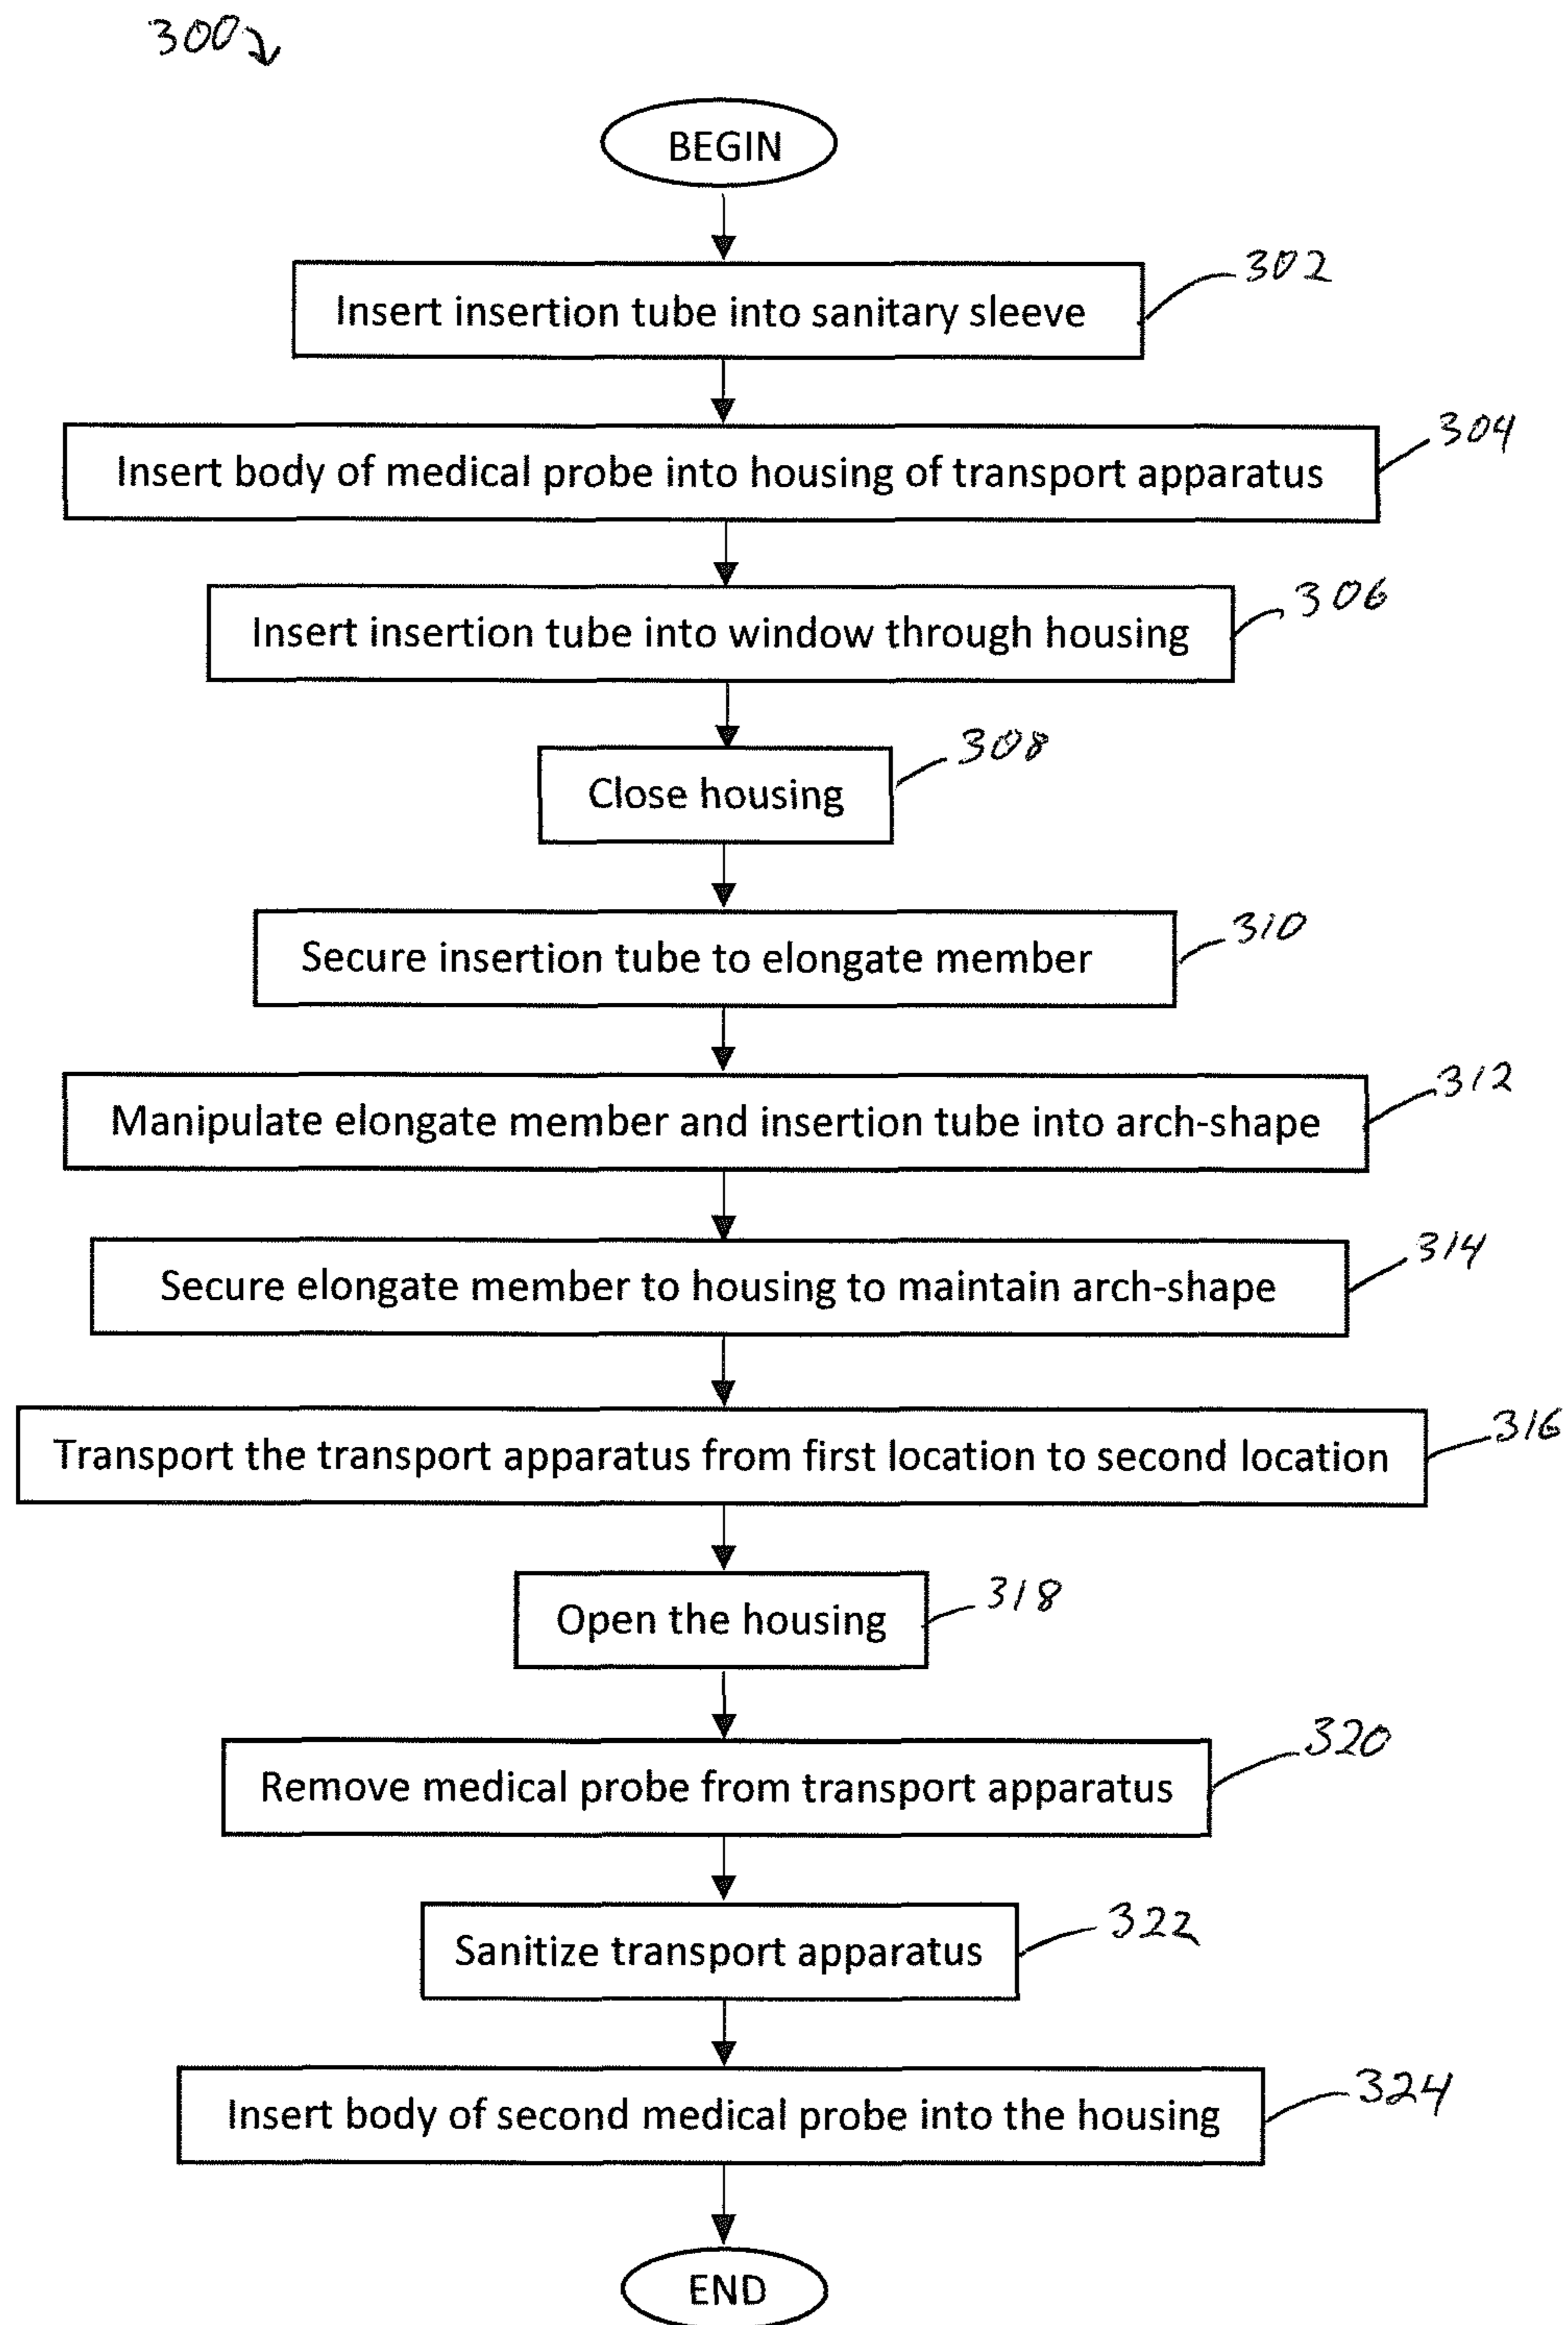 300
BEGIN
302
Insert insertion tube into sanitary sleeve
304
Insert body of medical probe into housing of transport apparatus
306
Insert insertion tube into window through housing
308
Close housing
310
Secure insertion tube to elongate member
312
Manipulate elongate member and insertion tube into arch-shape
314
Secure elongate member to housing to maintain arch-shape
316
Transport the transport apparatus from first location to second location
318
Open the housing
320
Remove medical probe from transport apparatus
322
Sanitize transport apparatus
324
Insert body of second medical probe into the housing
END